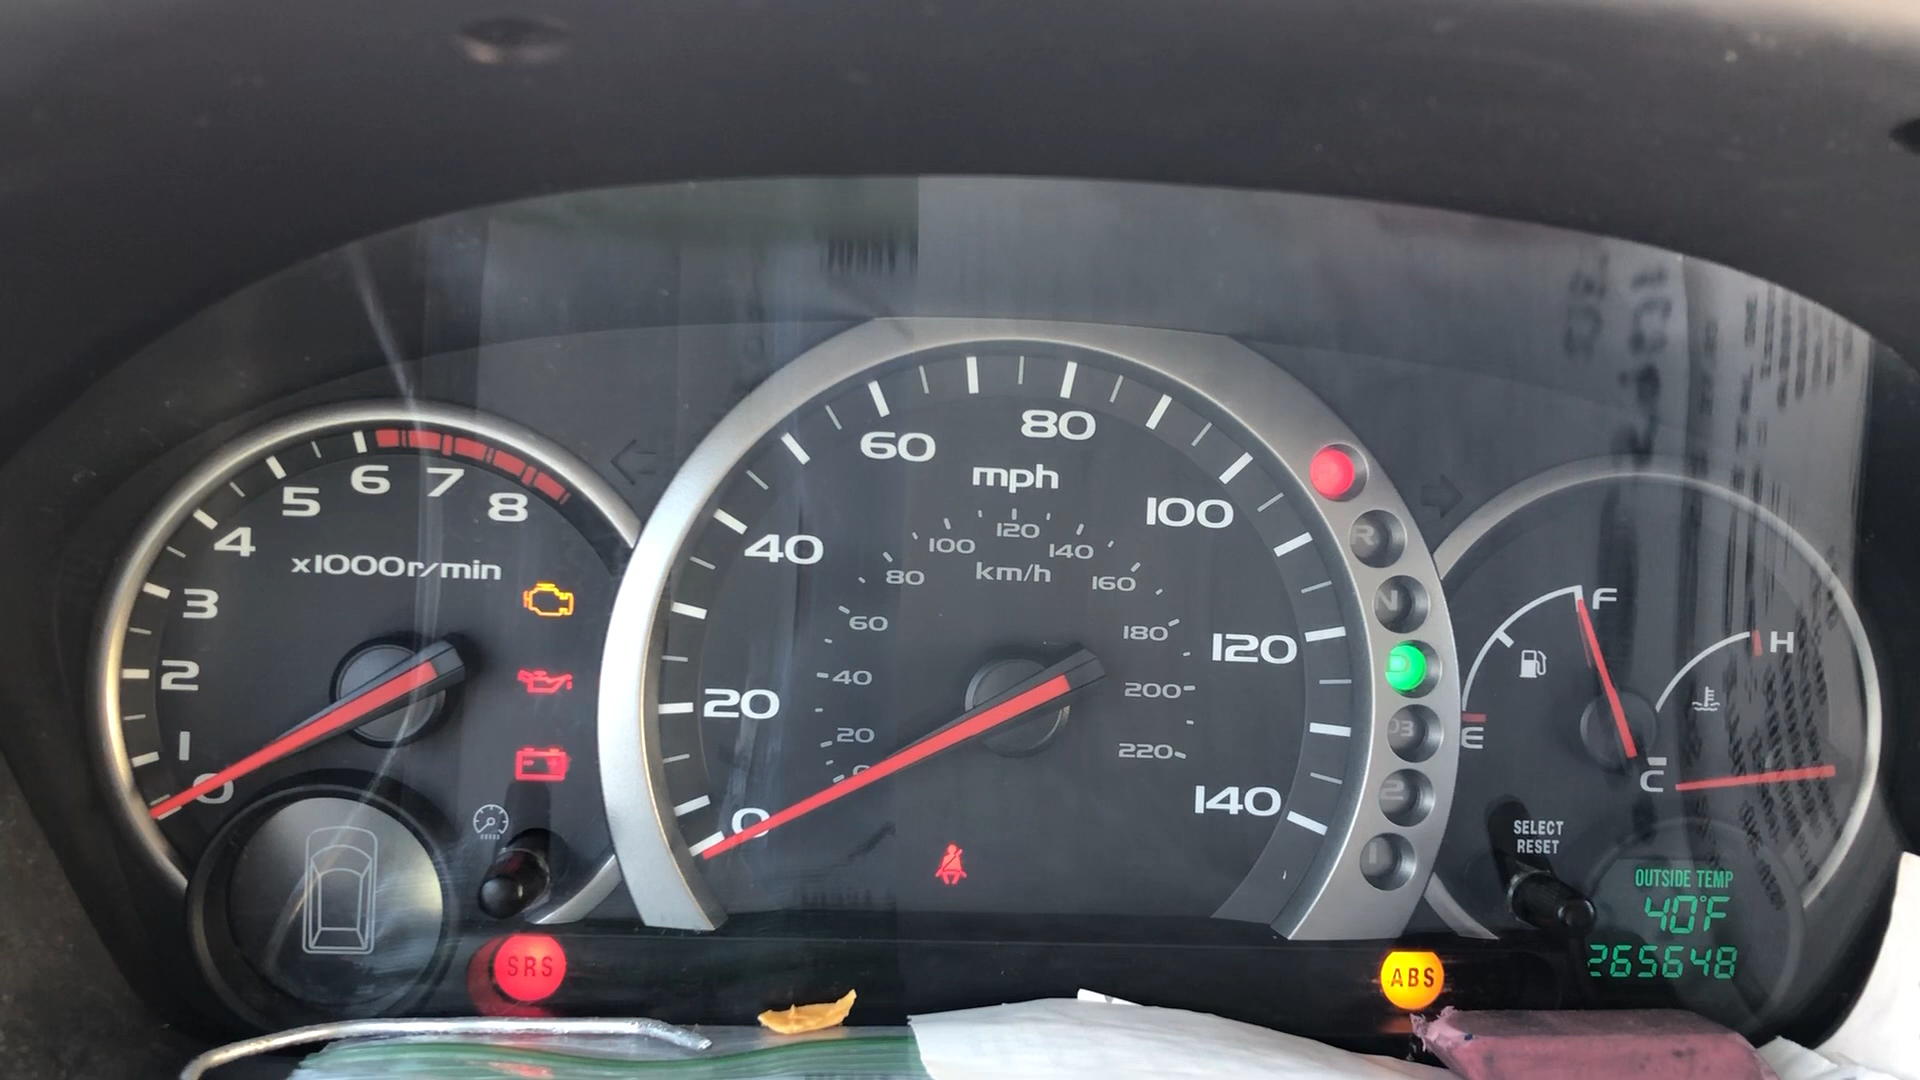 0
1
2
3
4
5
6
7
8
x1000r/min
0
20
40
60
80
100
120
140
mph
20
40
60
80
100
120
140
160
180
200
220
km/h
R
N
D
D3
2
1
F
E
H
C
SELECT
RESET
OUTSIDE TEMP
40°F
265648
SRS
ABS